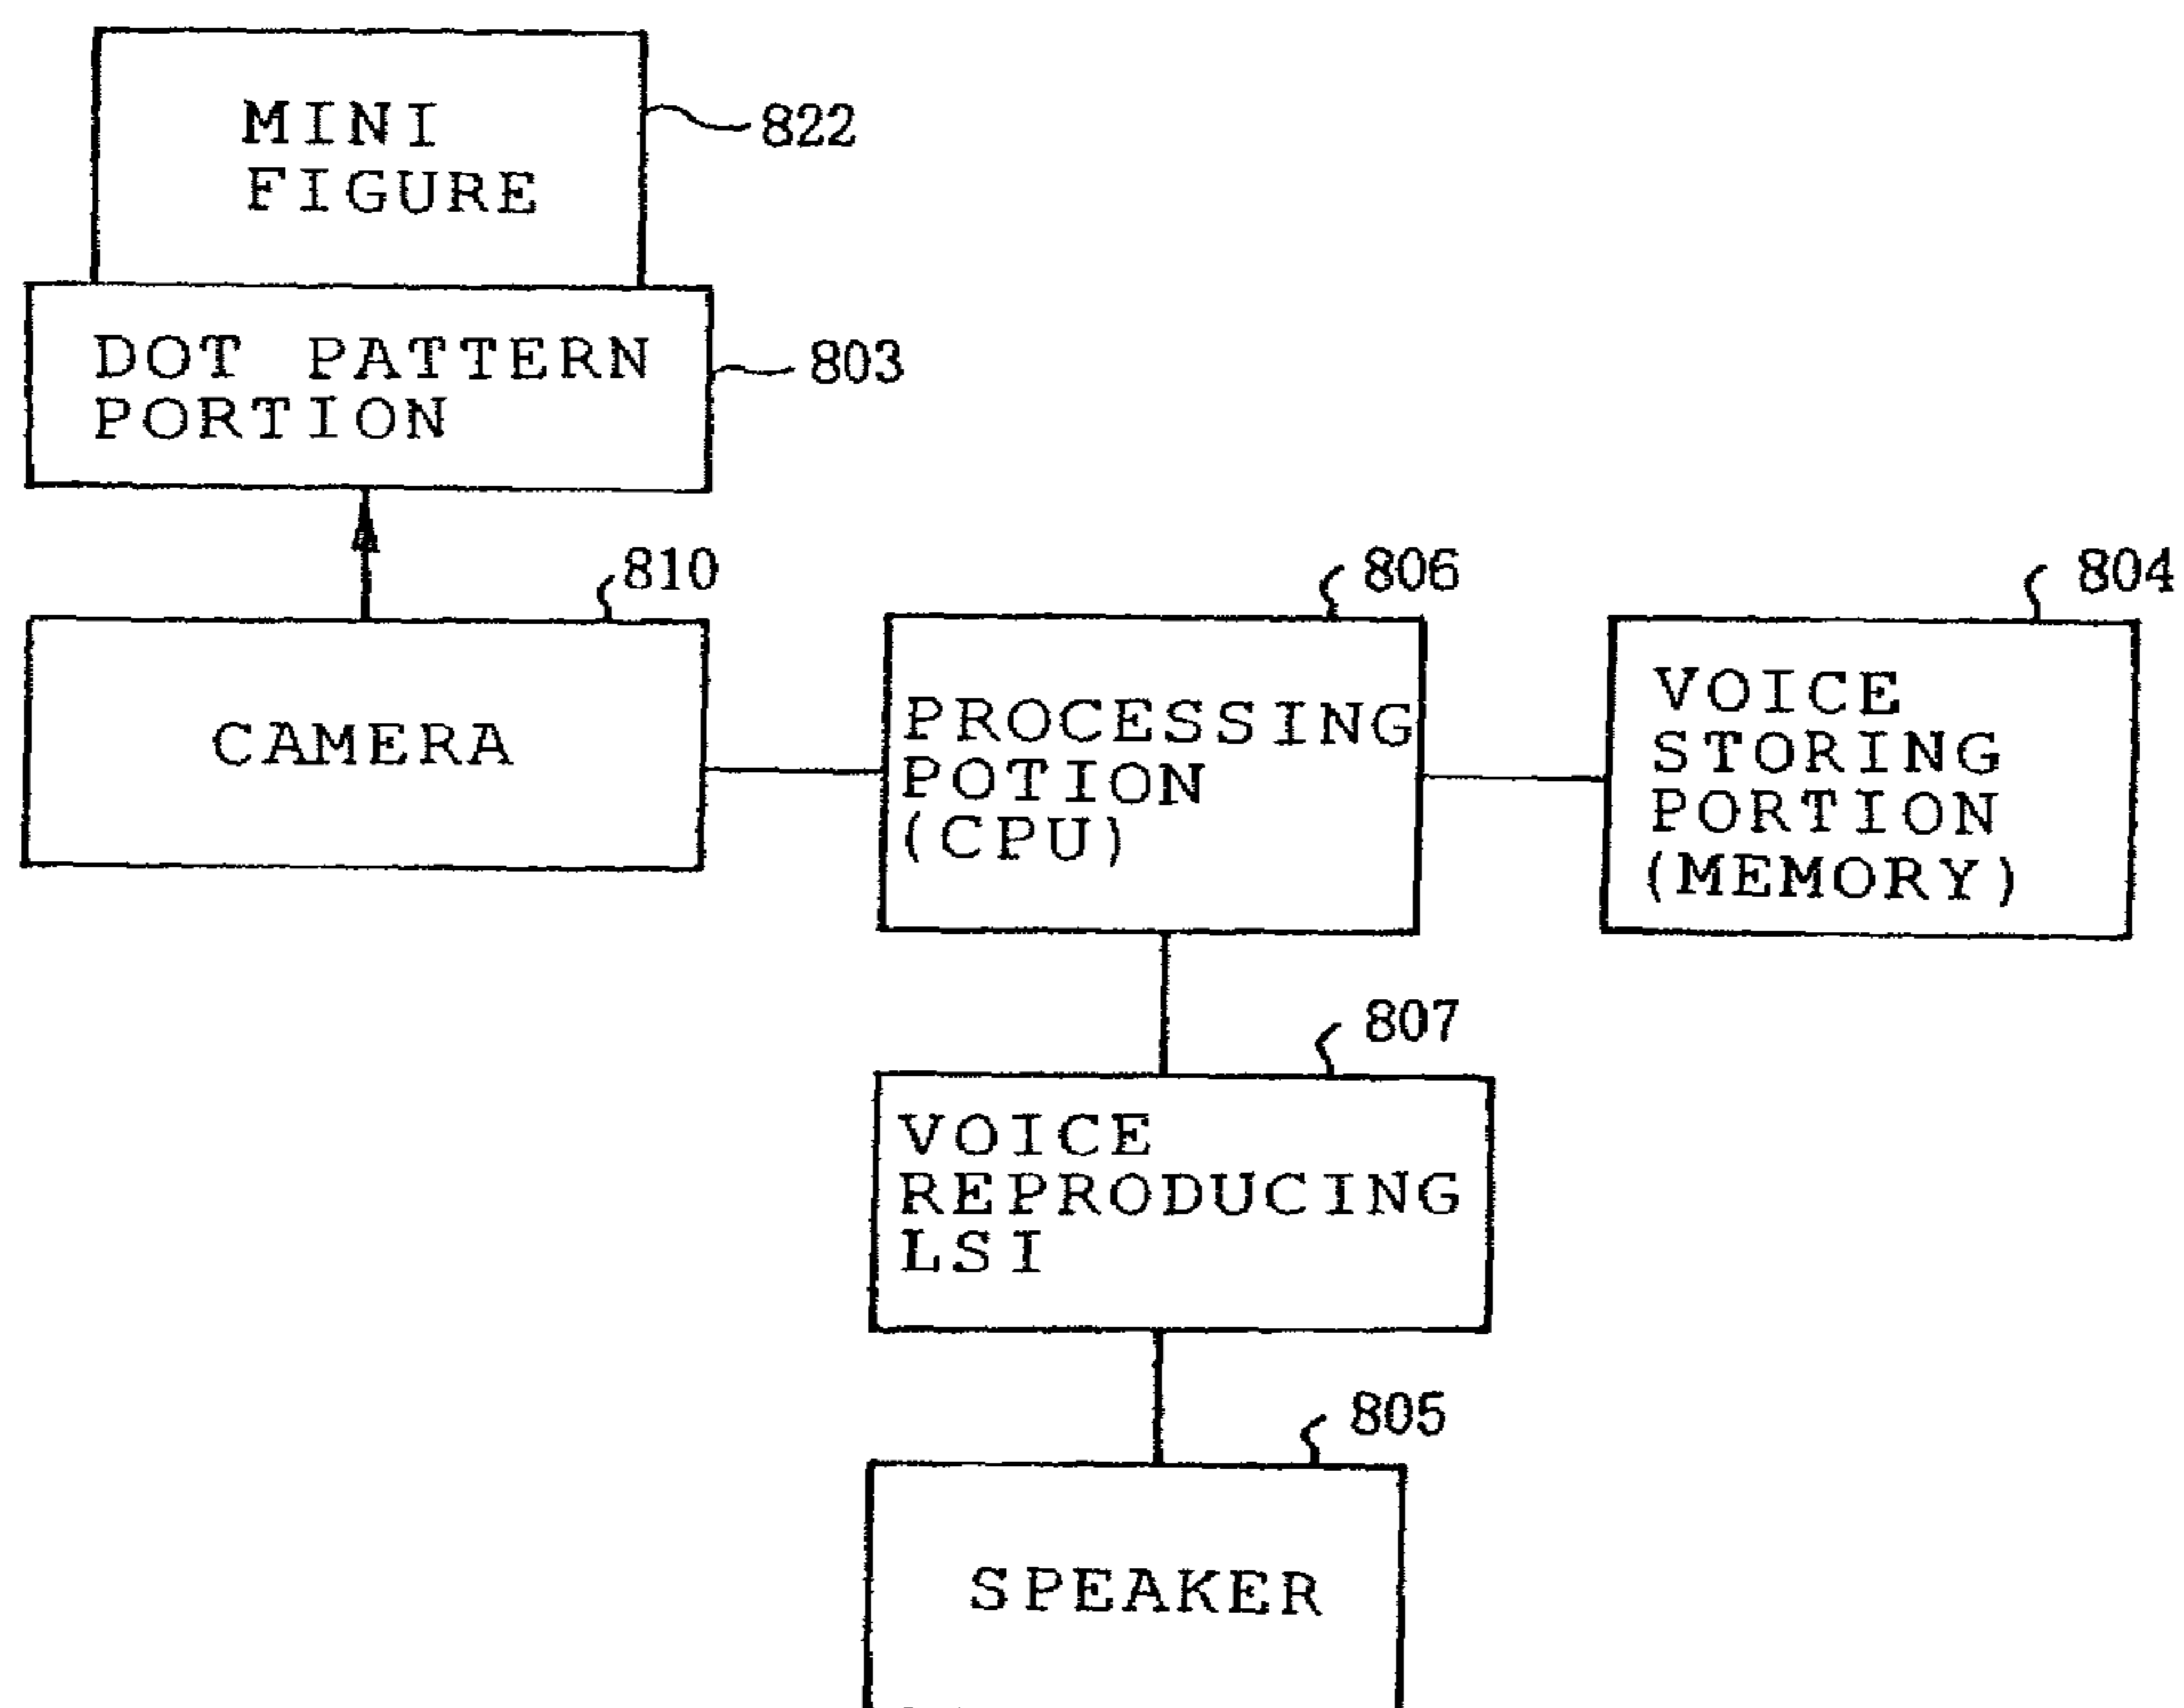 MINI
FIGURE
822
DOT PATTERN
PORTION
803
810
CAMERA
806
PROCESSING
POTION
(CPU)
804
VOICE
STORING
PORTION
(MEMORY)
807
VOICE
REPRODUCING
LSI
805
SPEAKER